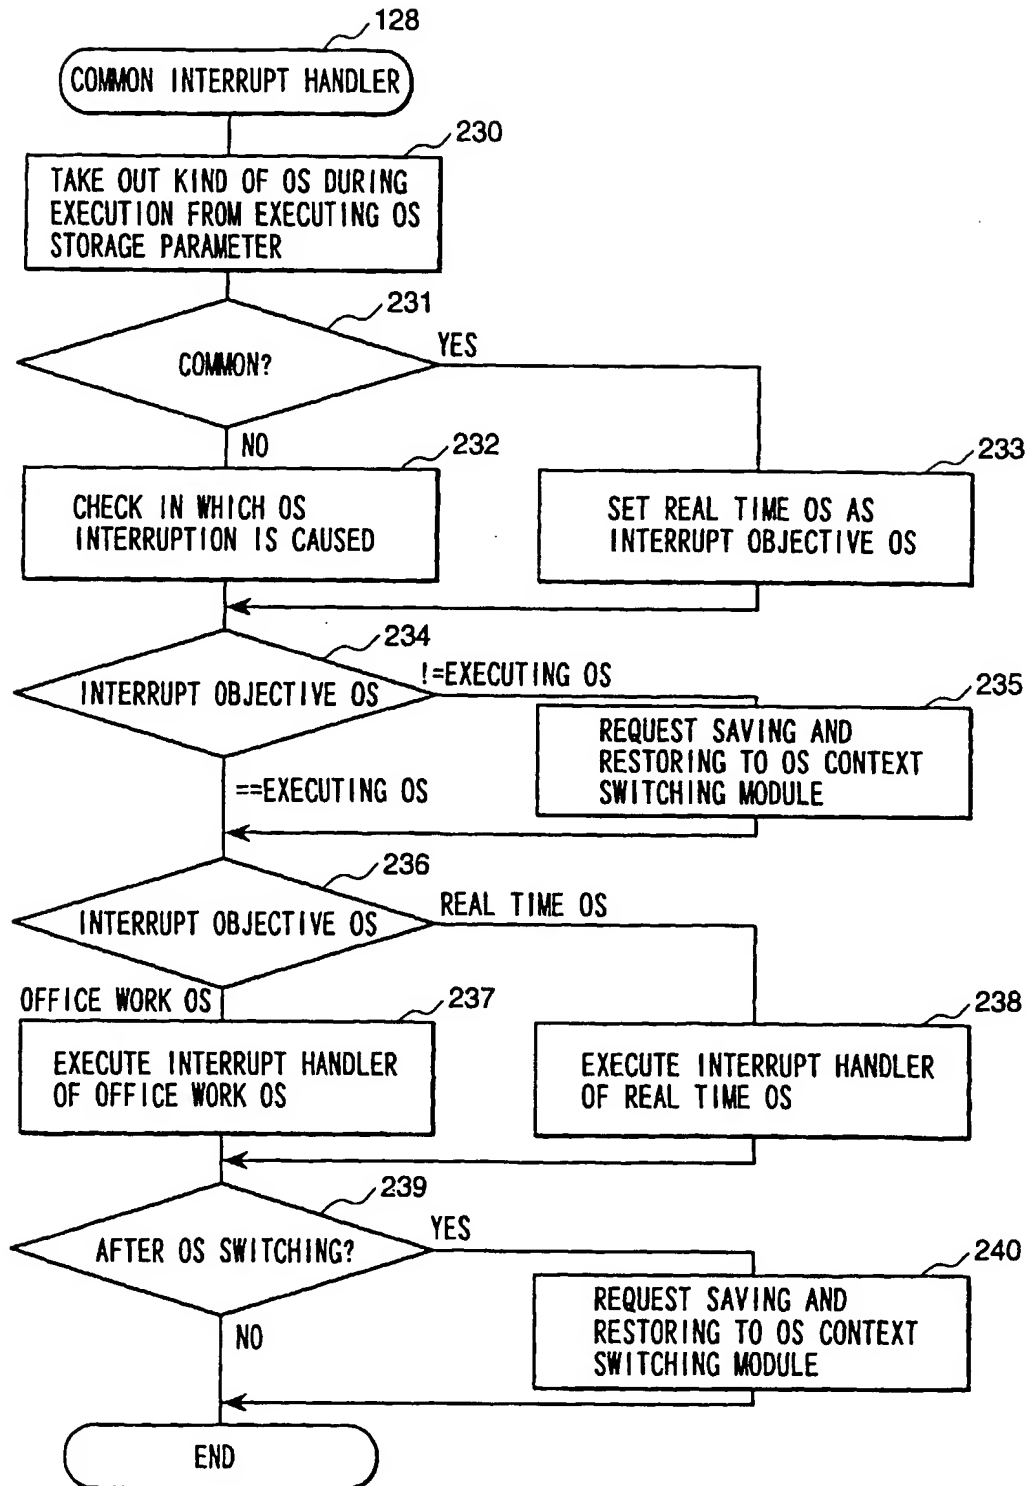 128
COMMON INTERRUPT HANDLER
230
TAKE OUT KIND OF OS DURING
EXECUTION FROM EXECUTING OS
STORAGE PARAMETER
231
COMMON?
YES
NO
232
CHECK IN WHICH OS
INTERRUPTION IS CAUSED
233
SET REAL TIME OS AS
INTERRUPT OBJECTIVE OS
234
INTERRUPT OBJECTIVE OS
!=EXECUTING OS
==EXECUTING OS
235
REQUEST SAVING AND
RESTORING TO OS CONTEXT
SWITCHING MODULE
236
INTERRUPT OBJECTIVE OS
REAL TIME OS
OFFICE WORK OS
237
EXECUTE INTERRUPT HANDLER
OF OFFICE WORK OS
238
EXECUTE INTERRUPT HANDLER
OF REAL TIME OS
239
AFTER OS SWITCHING?
YES
NO
240
REQUEST SAVING AND
RESTORING TO OS CONTEXT
SWITCHING MODULE
END